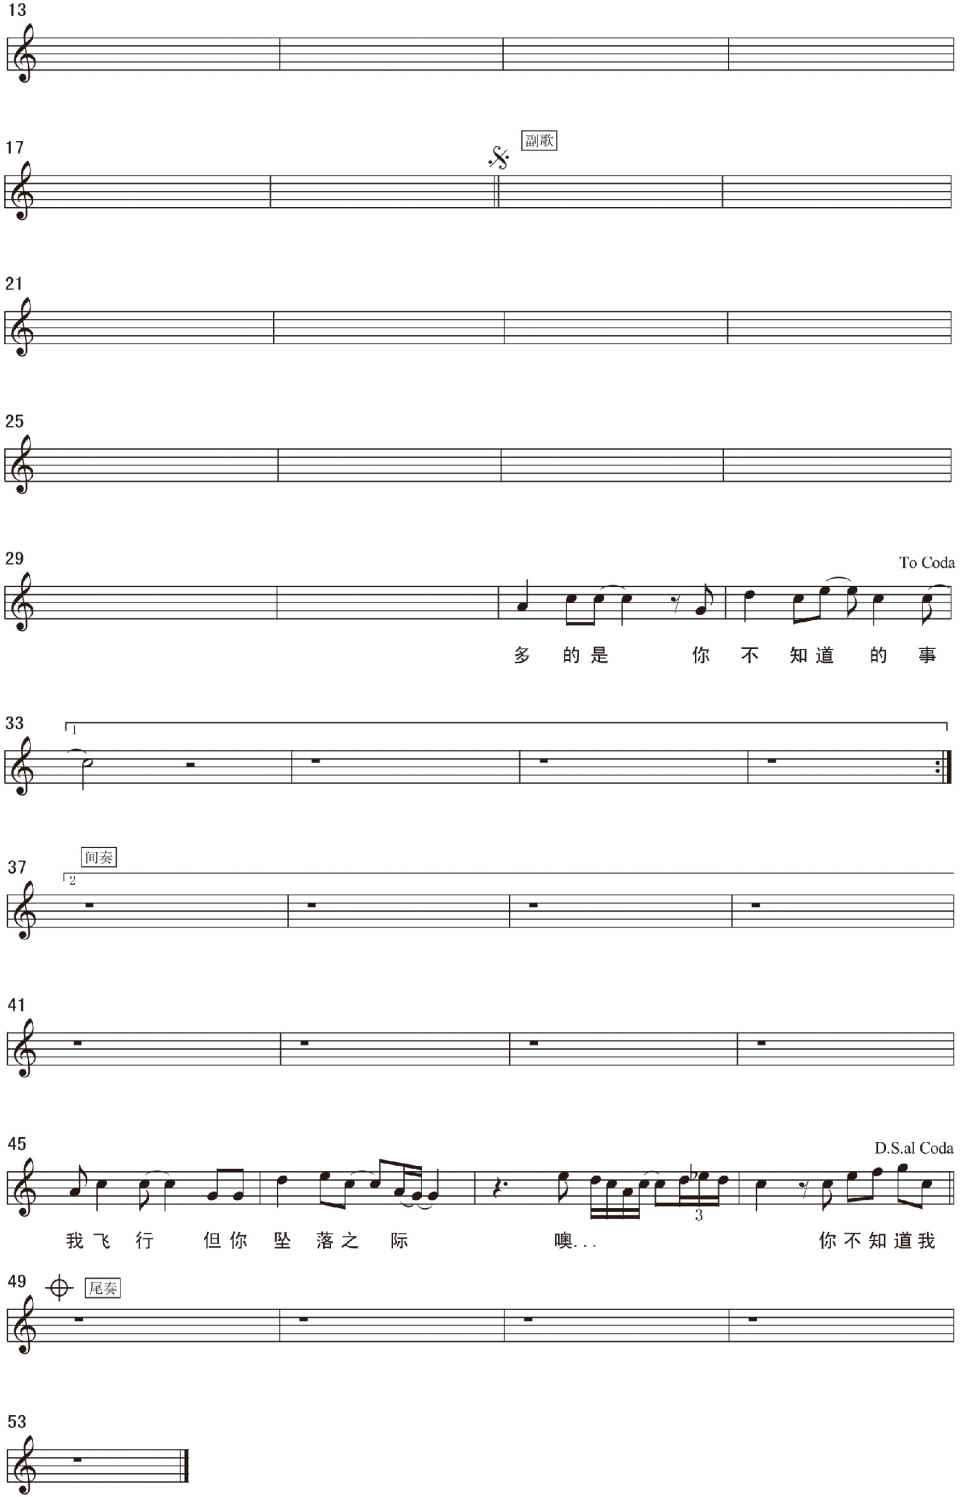 13
17
副歌
21
25
29
To Coda
多 的 是 你 不 知 道 的 事
33
1
间奏
37
2
41
45
D.S.al Coda
我 飞 行 但 你 坠 落 之 际 噢... 你 不 知 道 我
3
49
尾奏
53